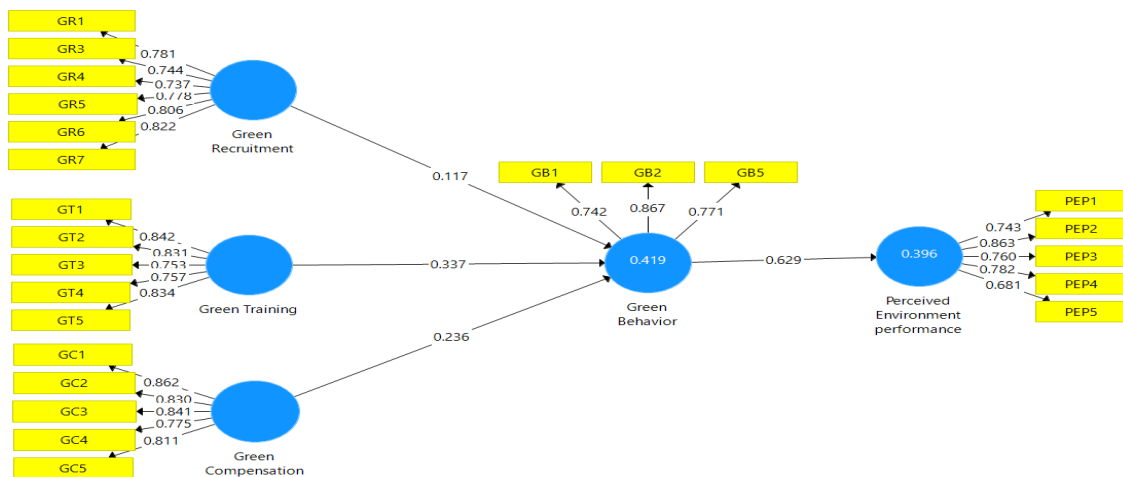 GR1
GR3
GR4
GR5
GR6
GR7
0.781
0.744
0.737
0.778
0.806
0.822
Green
Recruitment
GT1
GT2
GT3
GT4
GT5
0.842
0.831
0.753
0.757
0.834
Green Training
GC1
GC2
GC3
GC4
GC5
0.862
0.830
0.841
0.775
0.811
Green
Compensation
0.117
0.337
0.236
GB1
GB2
GB5
0.742
0.867
0.771
0.419
Green
Behavior
0.629
0.396
Perceived
Environment
performance
0.743
0.863
0.760
0.782
0.681
PEP1
PEP2
PEP3
PEP4
PEP5